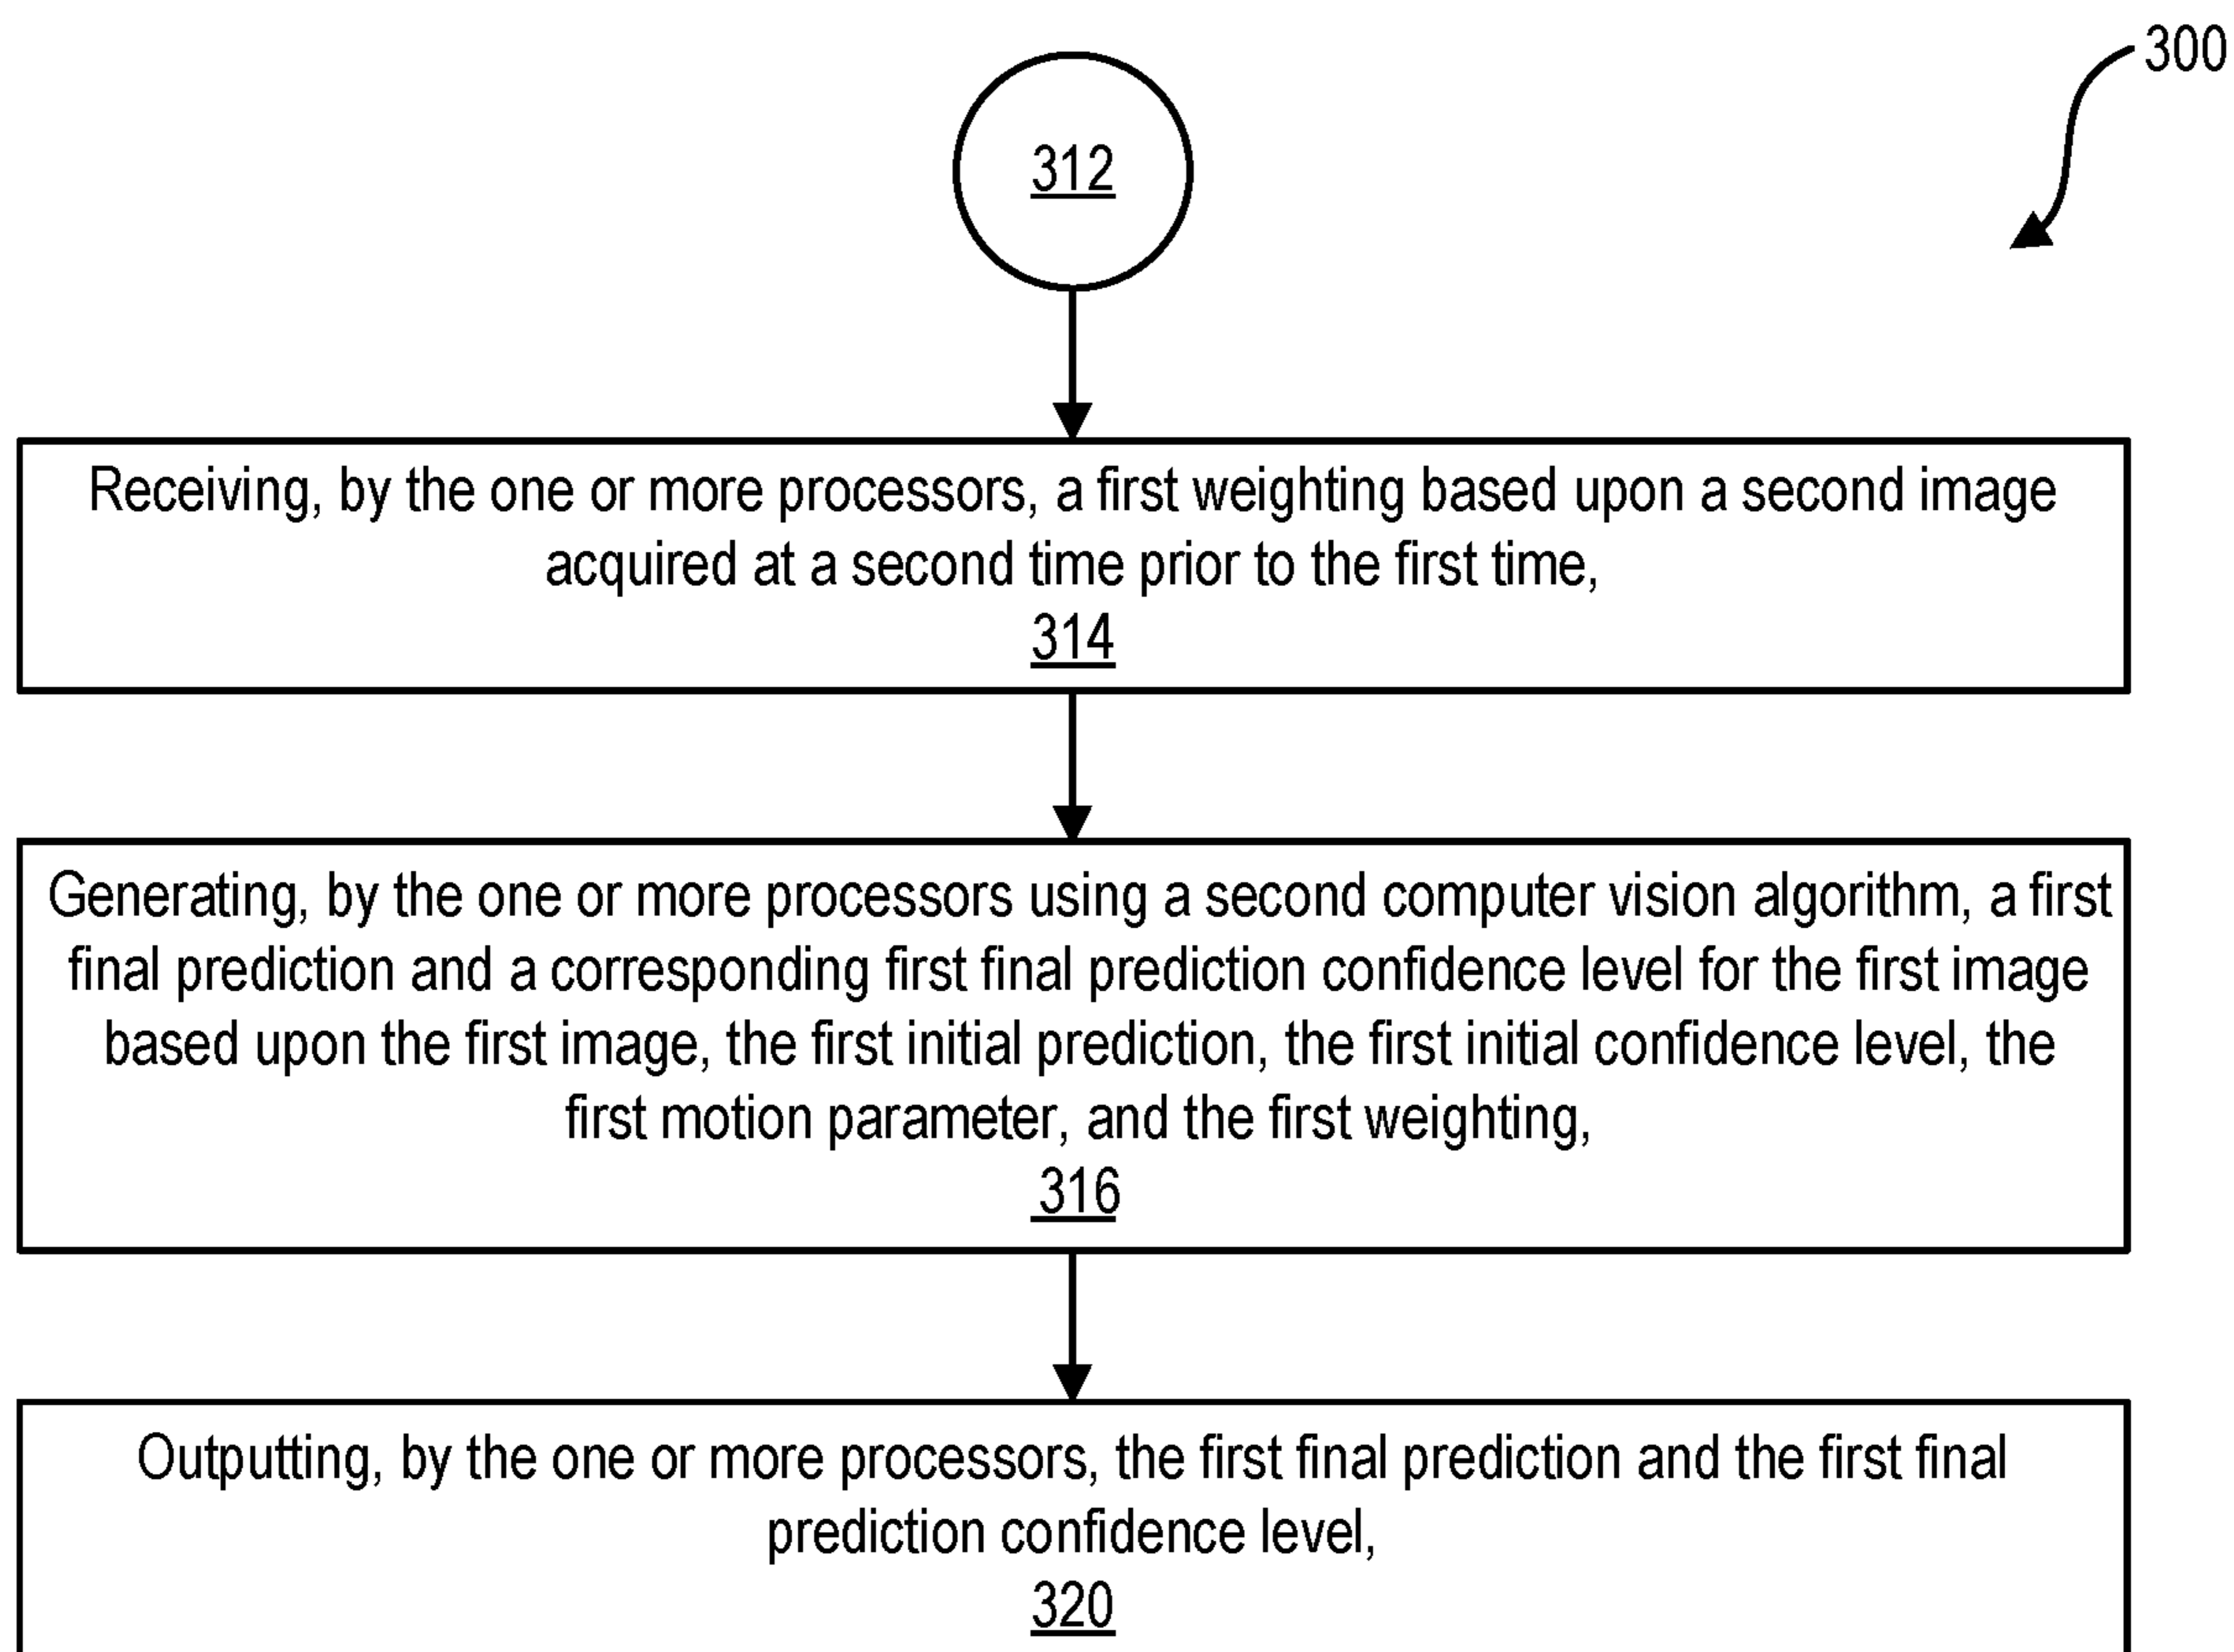 300
312
Receiving, by the one or more processors, a first weighting based upon a second image
acquired at a second time prior to the first time,
314
Generating, by the one or more processors using a second computer vision algorithm, a first
final prediction and a corresponding first final prediction confidence level for the first image
based upon the first image, the first initial prediction, the first initial confidence level, the
first motion parameter, and the first weighting,
316
Outputting, by the one or more processors, the first final prediction and the first final
prediction confidence level,
320